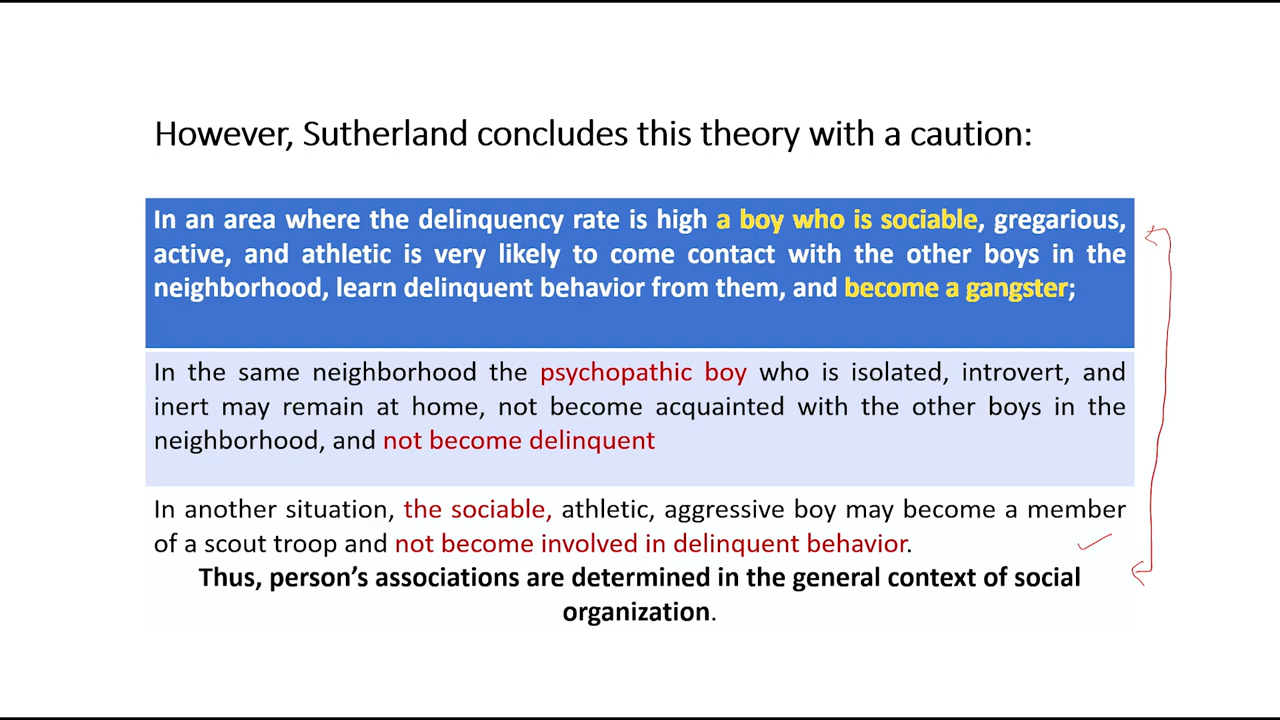 However, Sutherland concludes this theory with a caution:
In an area where the delinquency rate is high a boy who is sociable, gregarious,
active, and athletic is very likely to come contact with the other boys in the
neighborhood, learn delinquent behavior from them, and become a gangster;
In the same neighborhood the psychopathic boy who is isolated, introvert, and
inert may remain at home, not become acquainted with the other boys in the
neighborhood, and not become delinquent
In another situation, the sociable, athletic, aggressive boy may become a member
of a scout troop and not become involved in delinquent behavior.
Thus, person’s associations are determined in the general context of social
organization.